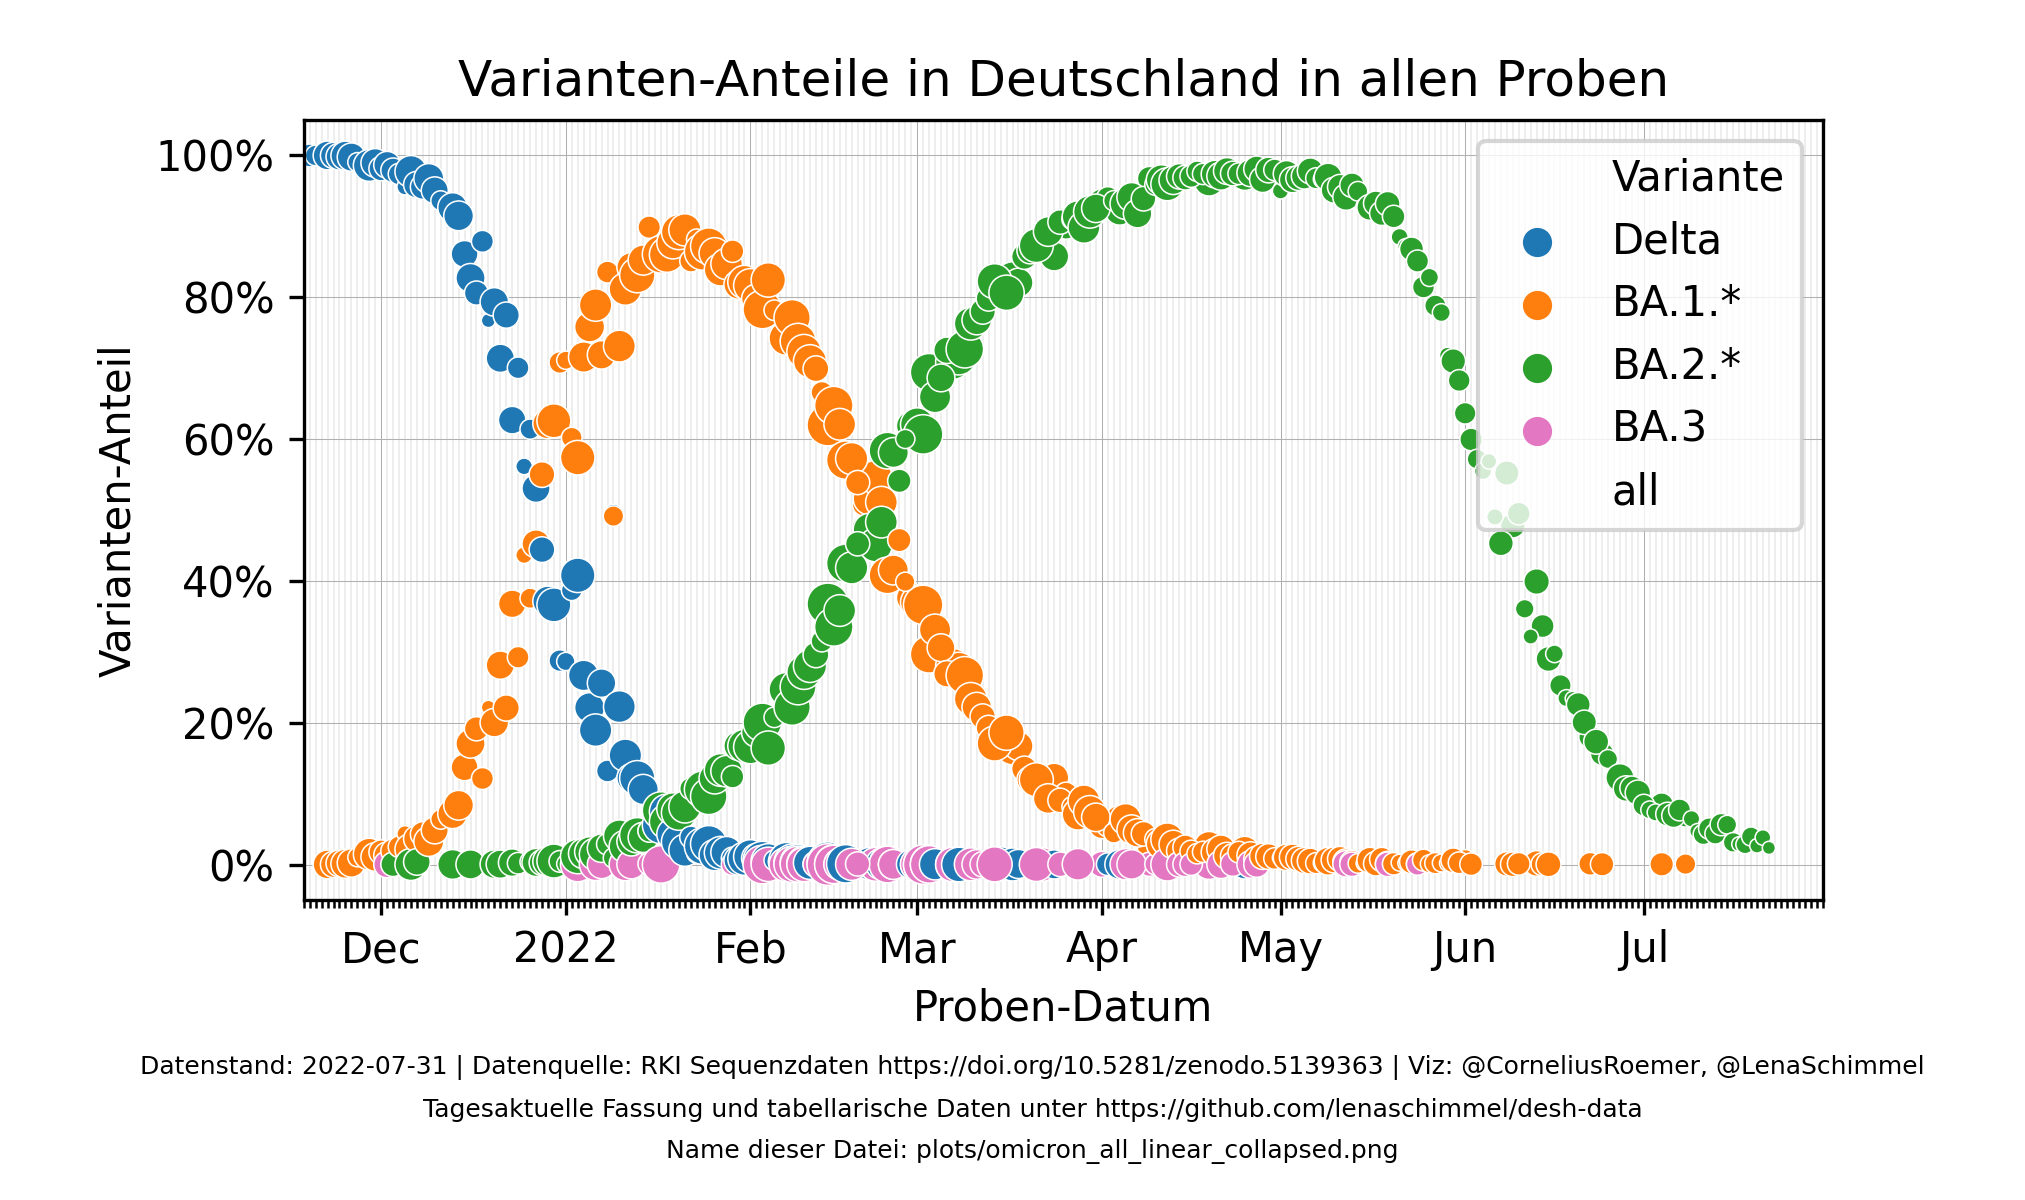 Varianten-Anteile in Deutschland in allen Proben
Varianten-Anteil
100%
80%
60%
40%
20%
0%
Variante
Delta
BA.1.*
BA.2.*
BA.3
all
Dec 2022 Feb Mar Apr May Jun Jul
Proben-Datum
Datenstand: 2022-07-31 | Datenquelle: RKI Sequenzdaten https://doi.org/10.5281/zenodo.5139363 | Viz: @CorneliusRoemer, @LenaSchimmel
Tagesaktuelle Fassung und tabellarische Daten unter https://github.com/lenaschimmel/desh-data
Name dieser Datei: plots/omicron_all_linear_collapsed.png